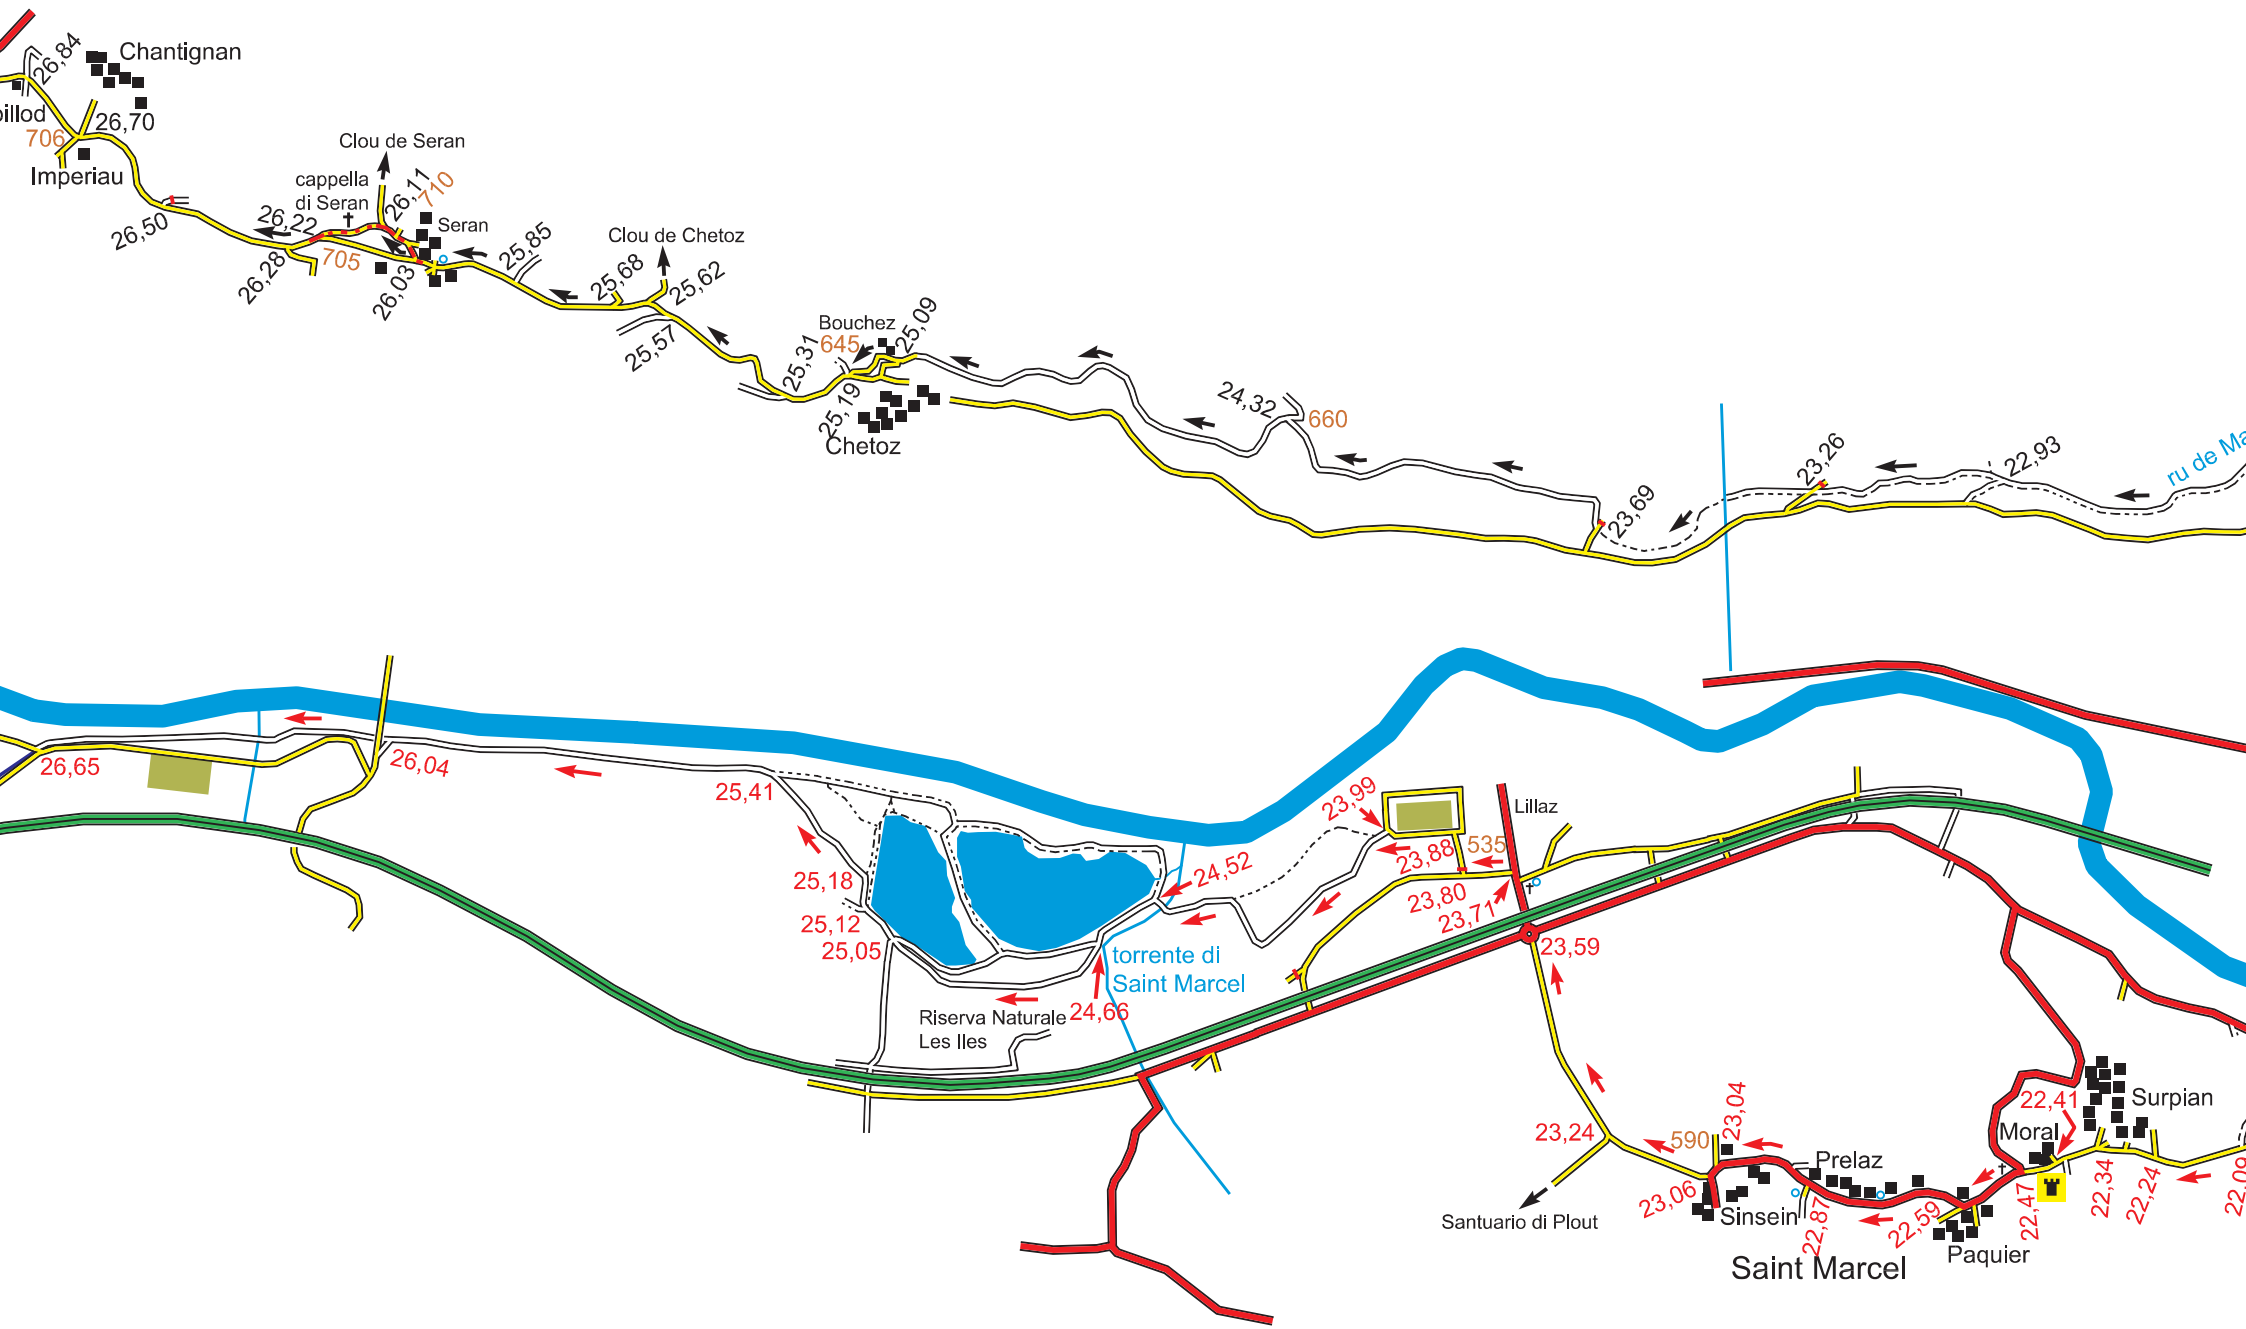 26,84
Chantignan
26,70
706
Imperiau
26,50
Clou de Seran
cappella
di Seran
26,11
710
Seran
26,22
705
26,28
26,03
25,85
Clou de Chetoz
25,68
25,62
25,57
Bouchez
645
25,09
25,31
25,19
Chetoz
24,32
660
23,69
23,26
22,93
ru de Ma
26,65
26,04
25,41
25,18
25,12
25,05
Riserva Naturale
Les Iles
24,66
torrente di
Saint Marcel
24,52
23,99
23,88
535
Lillaz
23,80
23,71
23,59
23,24
Santuario di Plout
590
23,04
23,06
Sinsein
Prelaz
22,87
22,59
Saint Marcel
Paquier
22,47
Moral
22,41
Surpian
22,34
22,24
22,09